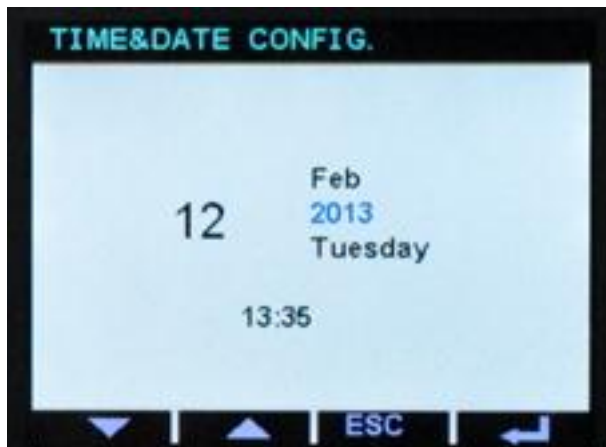 TIME&DATE CONFIG.
Feb
12
2013
Tuesday
13:35
ESC